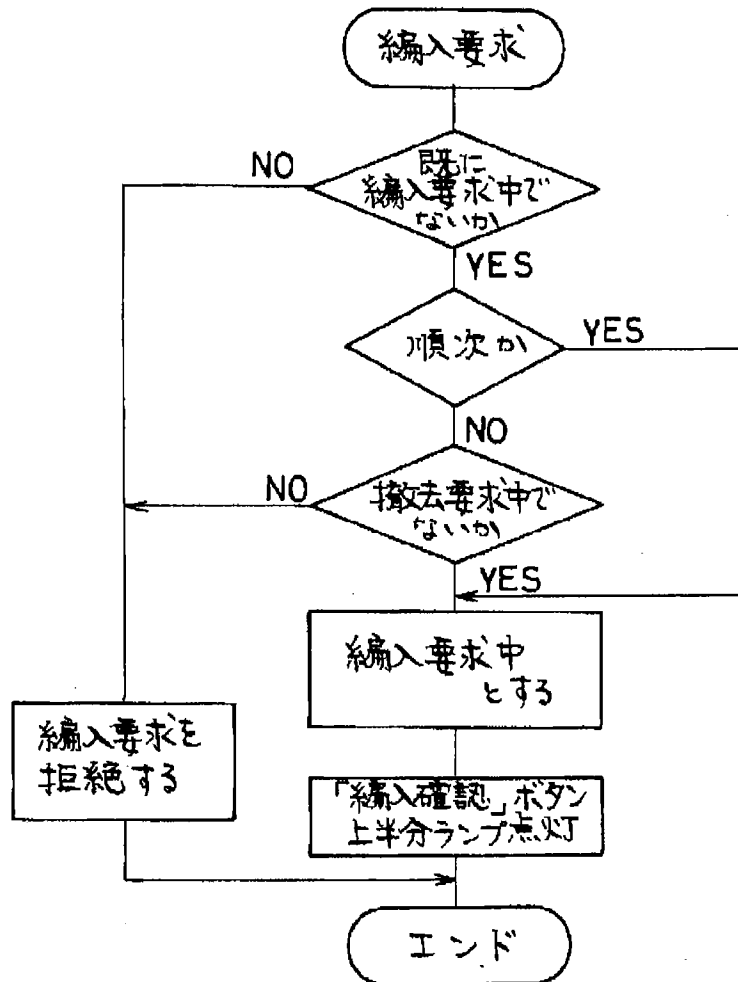 編入要求
既に
編入要求中で
ないか
NO
YES
順次か
YES
NO
撤去要求中で
ないか
NO
YES
編入要求中
とする
編入要求を
拒絶する
「編入確認」ボタン
上半分ランプ点灯
エンド